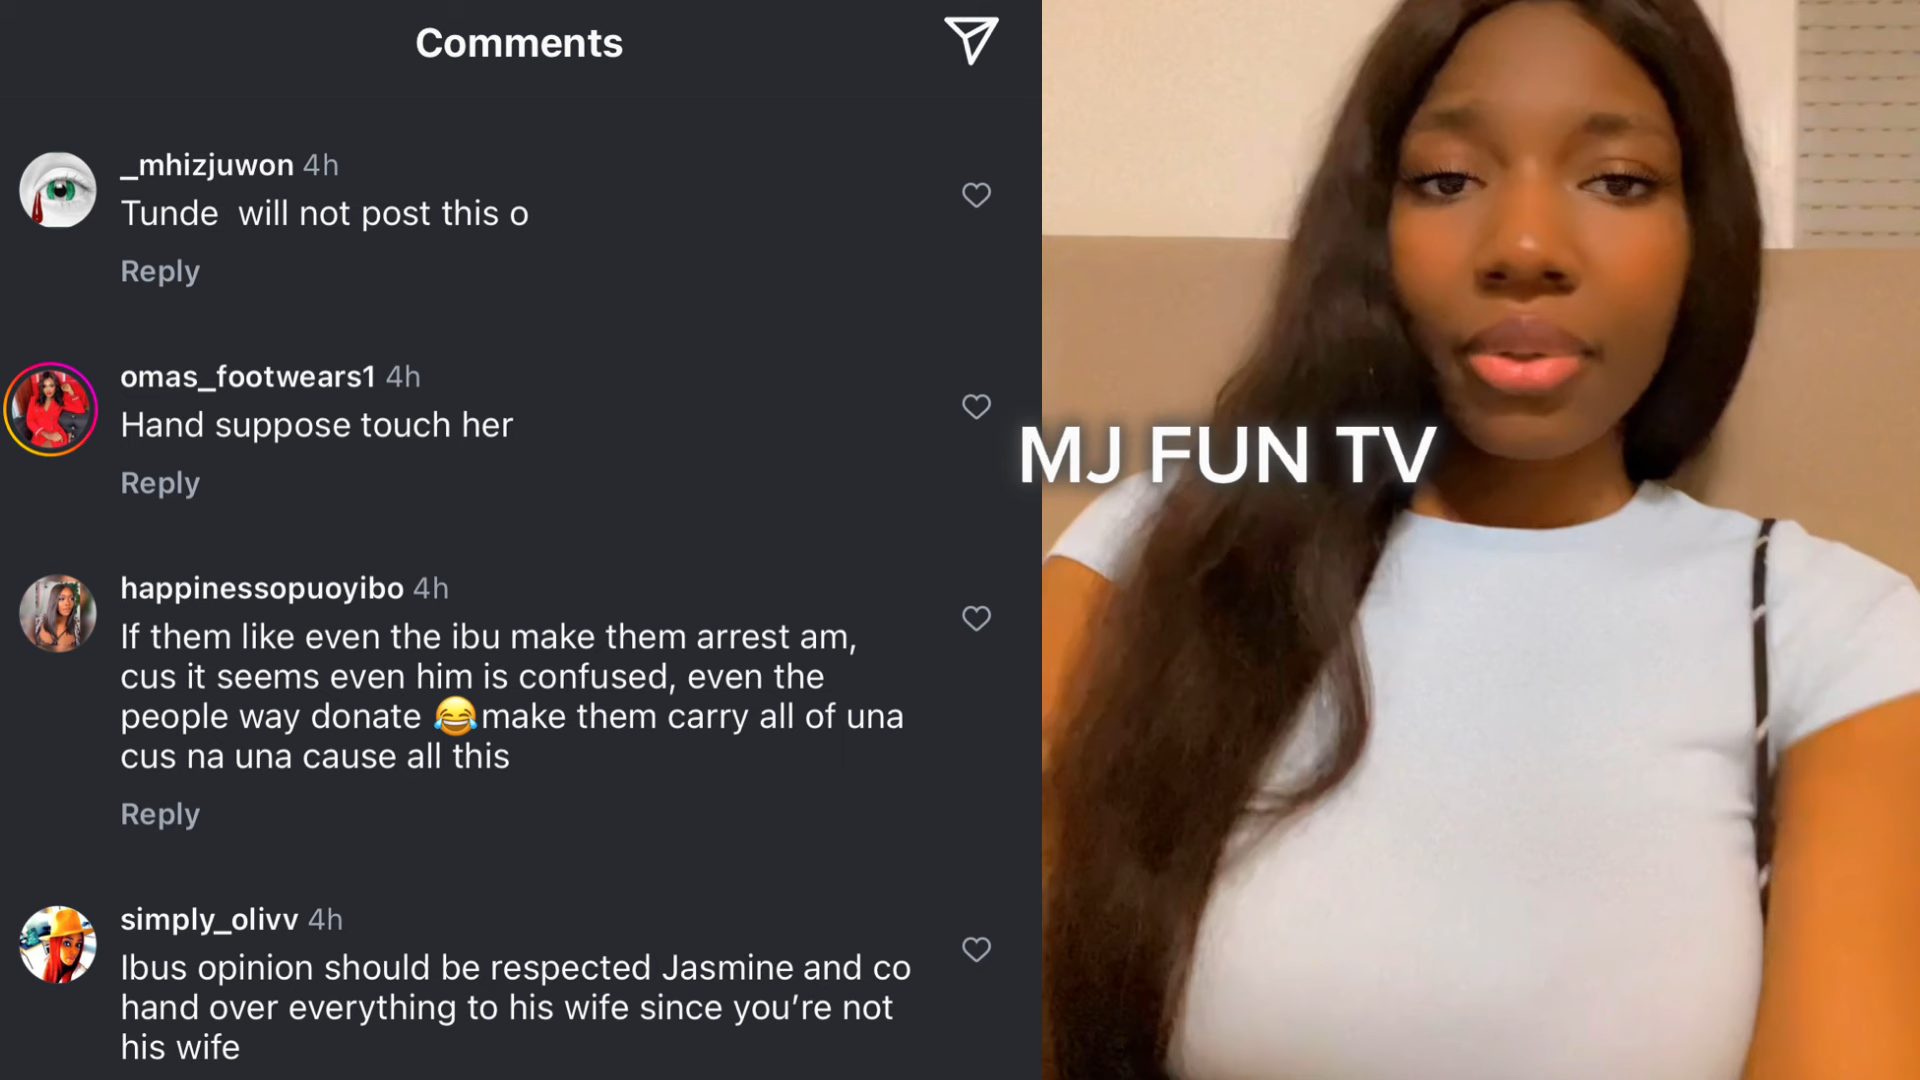 Comments
_mhizjuwon 4h
Tunde will not post this o
Reply
omas_footwears1 4h
Hand suppose touch her
Reply
happinessopuoyibo 4h
If them like even the ibu make them arrest am,
cus it seems even him is confused, even the
people way donate 😂make them carry all of una
cus na una cause all this
Reply
simply_olivv 4h
Ibus opinion should be respected Jasmine and co
hand over everything to his wife since you’re not
his wife
MJ FUN TV